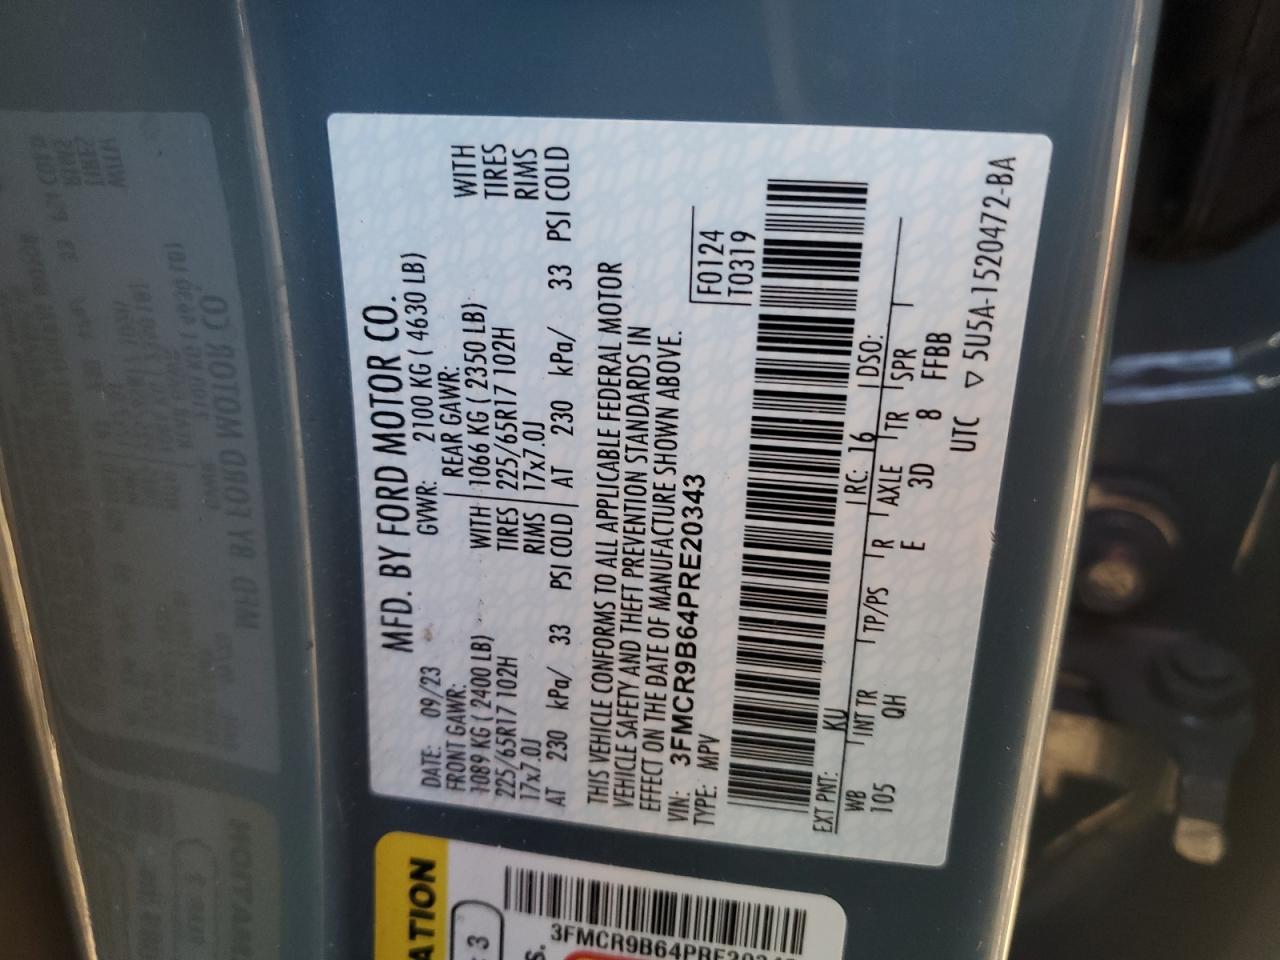 MFD. BY FORD MOTOR CO.
DATE: 09/23 GVWR: 2100 KG ( 4630 LB)
FRONT GAWR: REAR GAWR:
1089 KG ( 2400 LB) WITH 1066 KG ( 2350 LB) WITH
225/65R17 102H TIRES 225/65R17 102H TIRES
17x7.0J RIMS 17x7.0J RIMS
AT 230 kPa/ 33 PSI COLD AT 230 kPa/ 33 PSI COLD
THIS VEHICLE CONFORMS TO ALL APPLICABLE FEDERAL MOTOR
VEHICLE SAFETY AND THEFT PREVENTION STANDARDS IN
EFFECT ON THE DATE OF MANUFACTURE SHOWN ABOVE.
VIN: 3FMCR9B64PRE20343
TYPE: MPV
F0124
T0319
EXT PNT: KU RC: 16 DSO:
WB INT TR TP/PS R AXLE TR SPR
105 QH E 3D 8 FFBB
UTC ▽ 5U5A-1520472-BA
ATION
3
S.
3FMCR9B64PRE2034